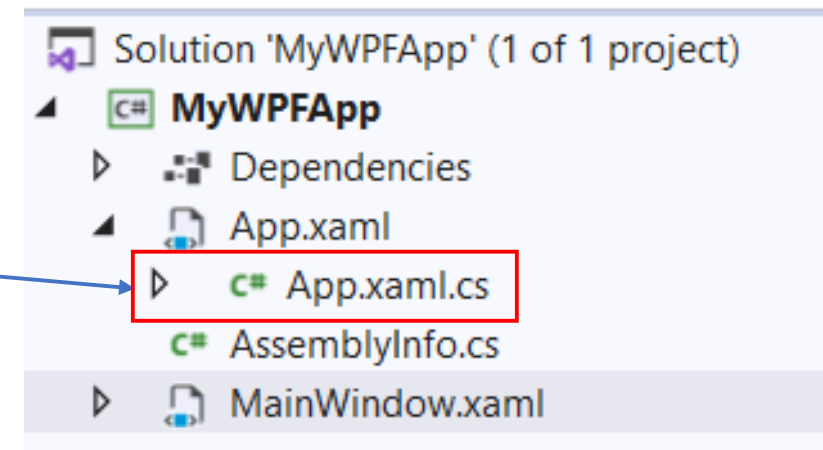 Solution 'MyWPFApp' (1 of 1 project)
C# MyWPFApp
Dependencies
App.xaml
C# App.xaml.cs
C# AssemblyInfo.cs
MainWindow.xaml